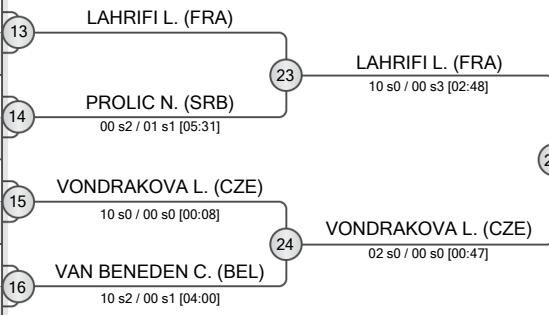 LAHRIFI L. (FRA)
13
23
LAHRIFI L. (FRA)
10 s0 / 00 s3 [02:48]
PROLIC N. (SRB)
14
00 s2 / 01 s1 [05:31]
VONDRAKOVA L. (CZE)
15
10 s0 / 00 s0 [00:08]
24
VONDRAKOVA L. (CZE)
02 s0 / 00 s0 [00:47]
VAN BENEDEN C. (BEL)
16
10 s2 / 00 s1 [04:00]